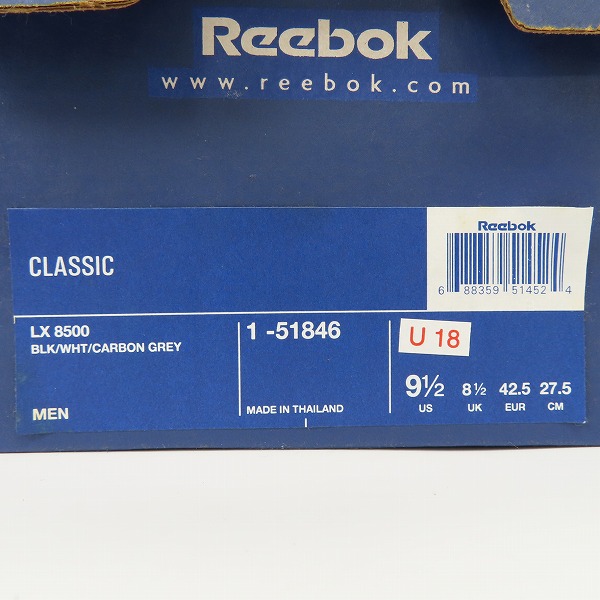 Reebok
www.reebok.com
Reebok
6 88359 51452 4
CLASSIC
LX 8500
BLK/WHT/CARBON GREY
1 -51846
U 18
9½ 8½ 42.5 27.5
US UK EUR CM
MEN
MADE IN THAILAND